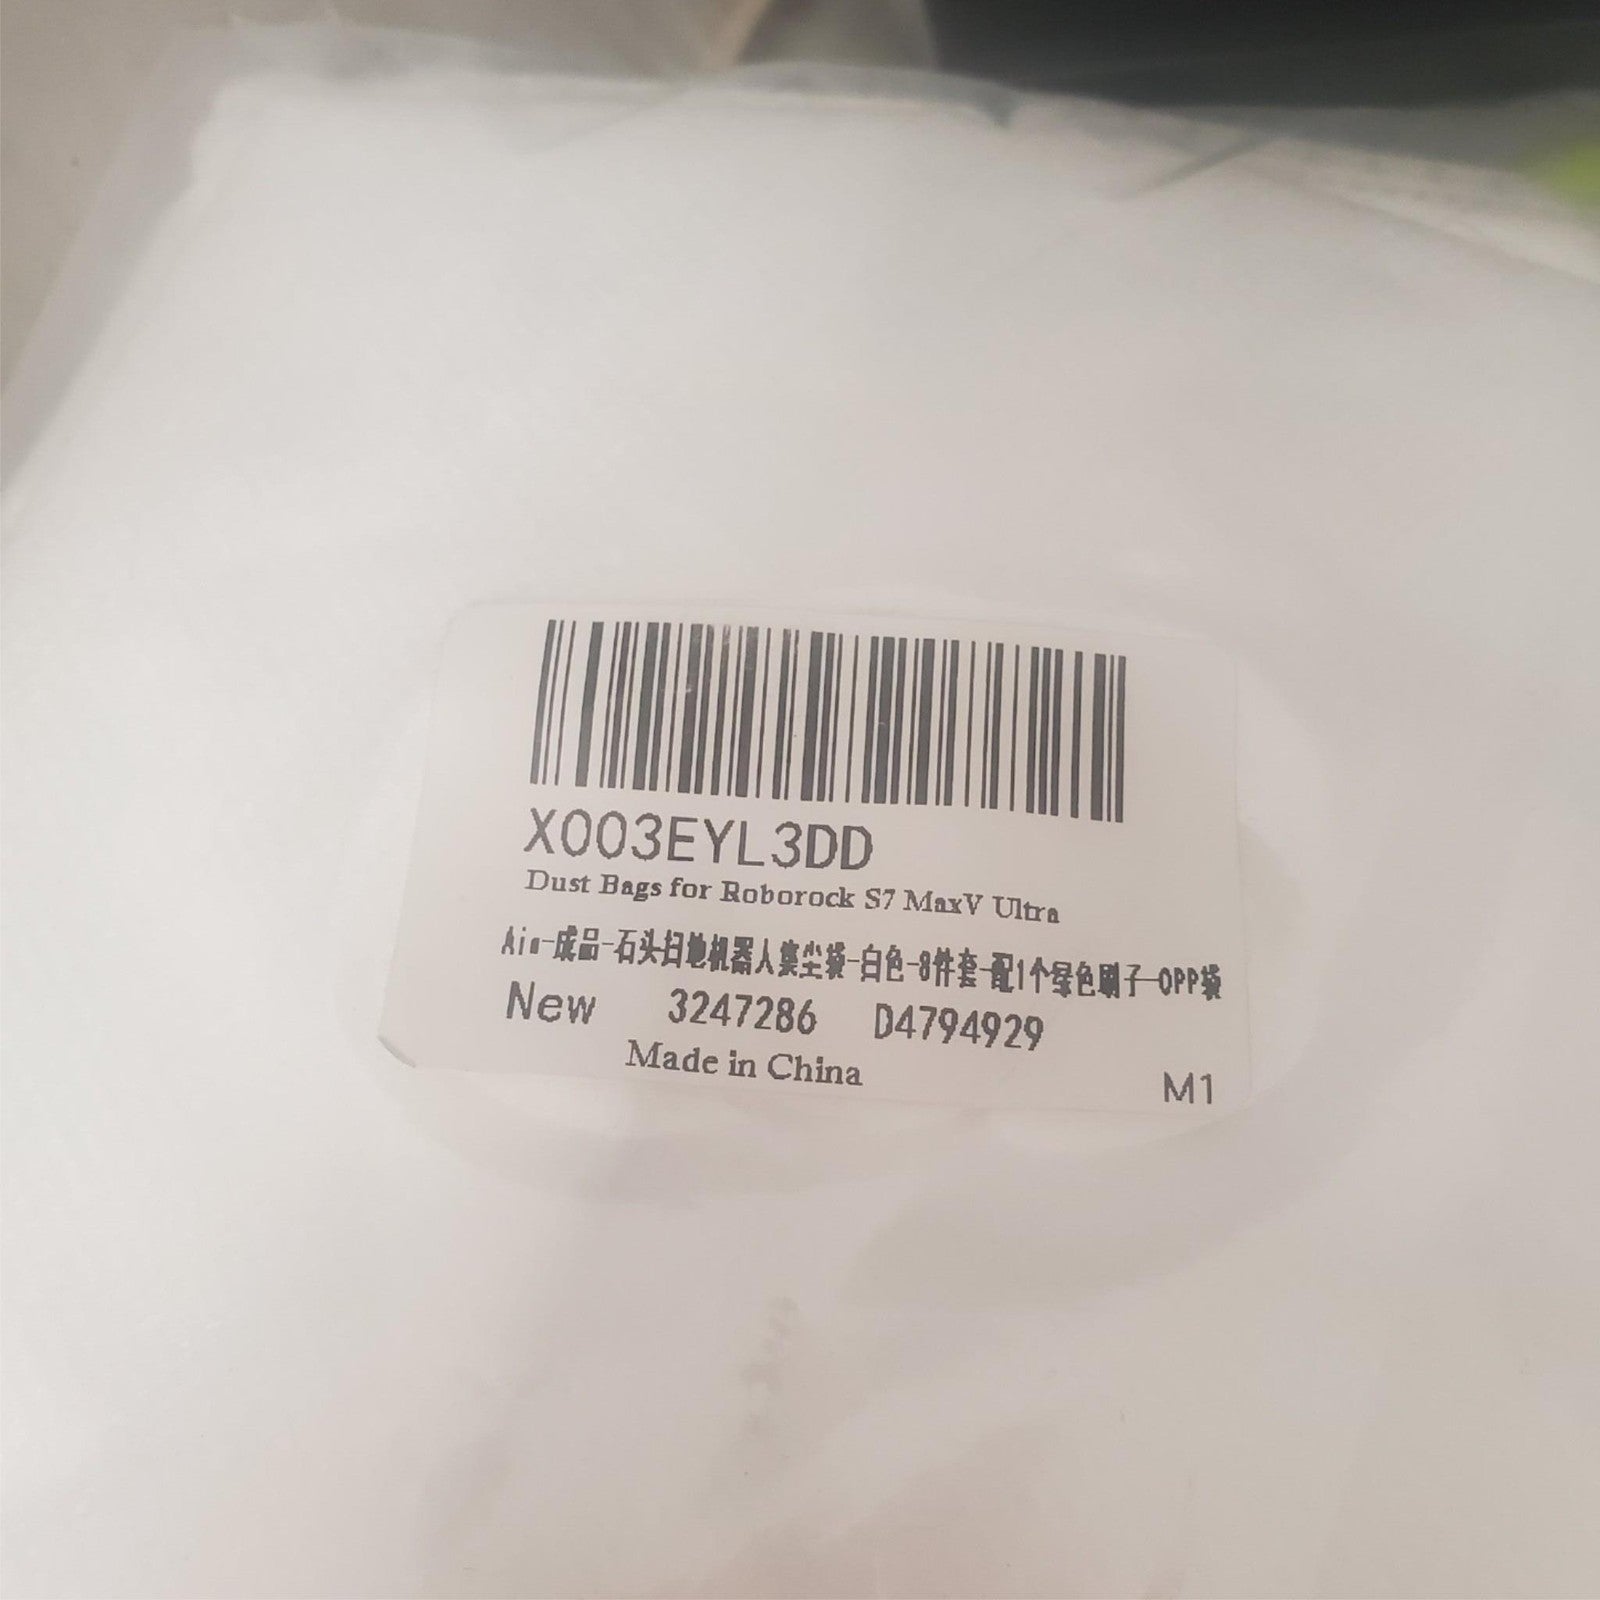 X003EYL3DD
Dust Bags for Roborock S7 MaxV Ultra
-成品-石头扫地机器人集尘袋-白色-8件套-配1个绿色刷子-OPP袋
New 3247286 D4794929
Made in China
M1